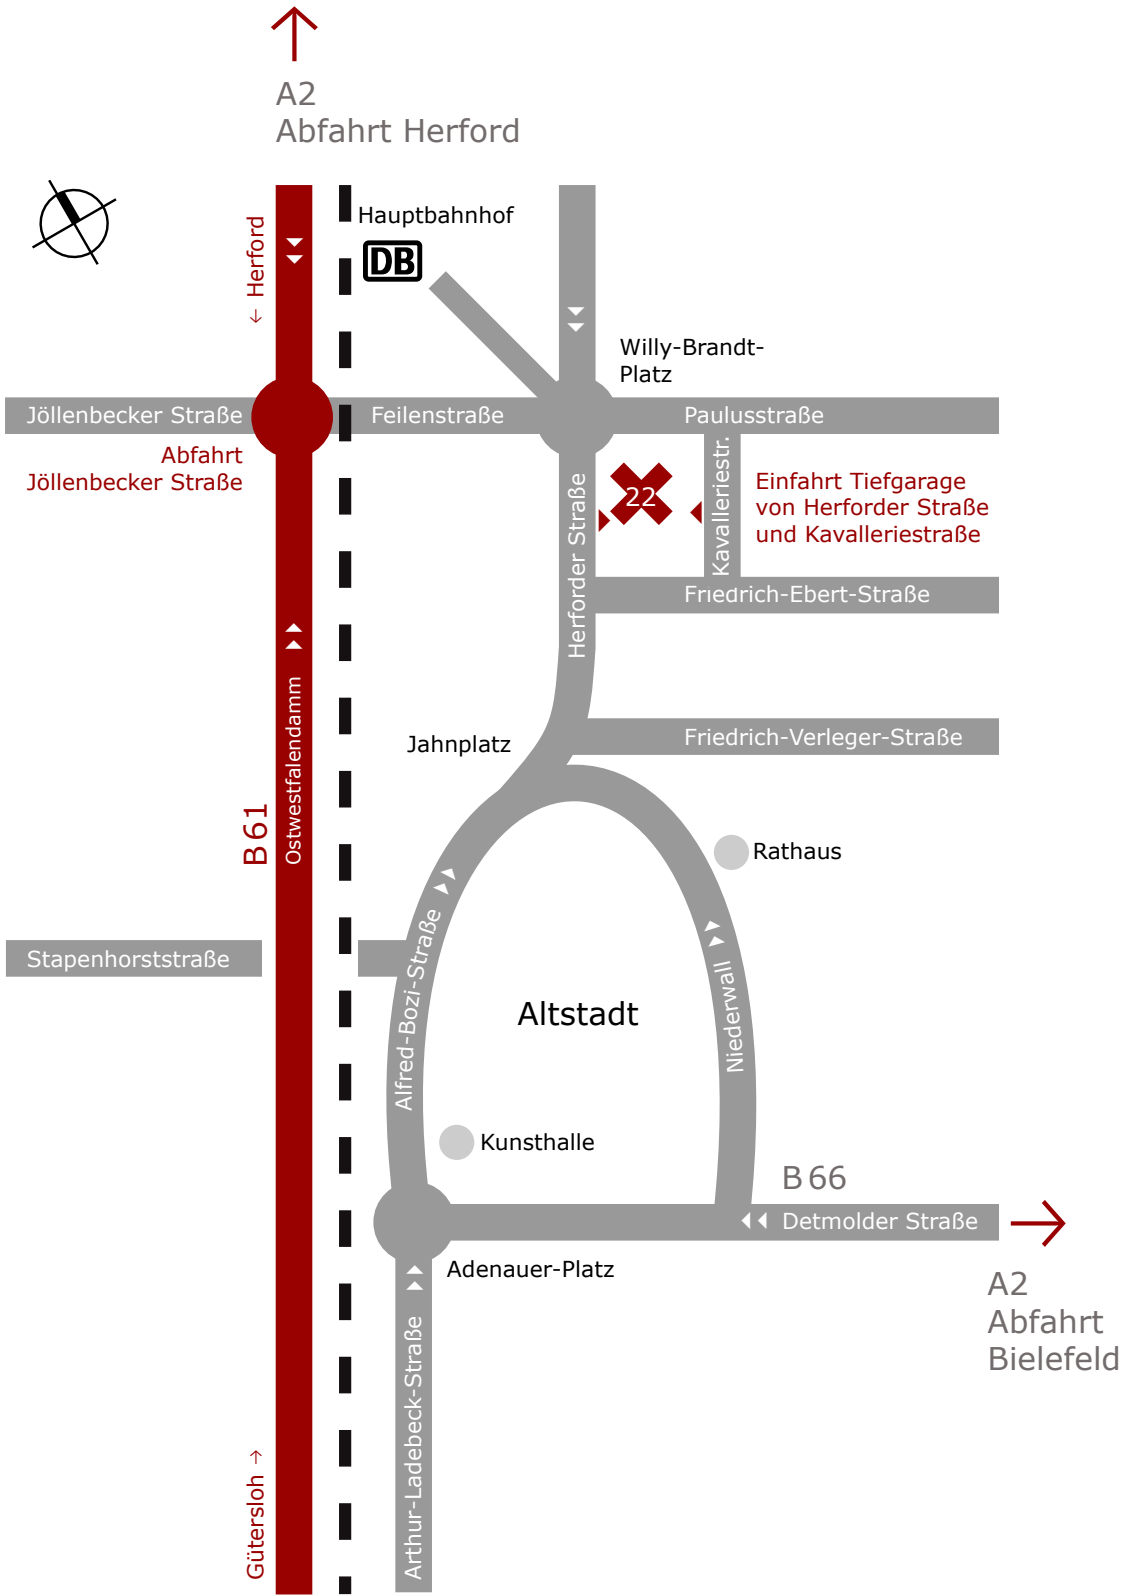 A2
Abfahrt Herford
← Herford
Hauptbahnhof
DB
Willy-Brandt-
Platz
Jöllenbecker Straße
Feilenstraße
Paulusstraße
Abfahrt
Jöllenbecker Straße
Herforder Straße
22
Kavalleriestr.
Einfahrt Tiefgarage
von Herforder Straße
und Kavalleriestraße
Friedrich-Ebert-Straße
Ostwestfalendamm
B 61
Jahnplatz
Friedrich-Verleger-Straße
Rathaus
Stapenhorststraße
Alfred-Bozi-Straße
Altstadt
Niederwall
Kunsthalle
B 66
Detmolder Straße
Adenauer-Platz
A2
Abfahrt
Bielefeld
Arthur-Ladebeck-Straße
Gütersloh →